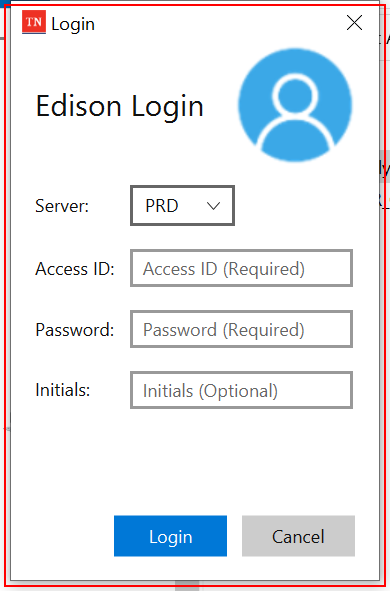 TN Login
Edison Login
Server: PRD
Access ID: Access ID (Required)
Password: Password (Required)
Initials: Initials (Optional)
Login Cancel